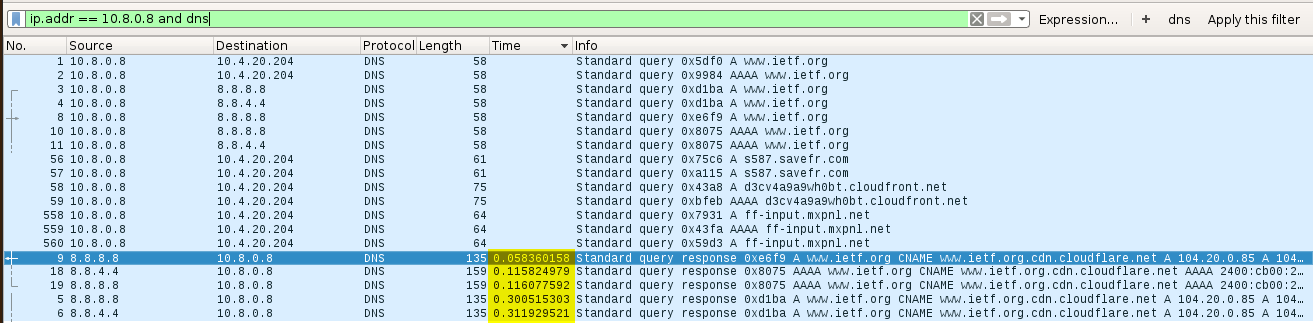 ip.addr == 10.8.0.8 and dns Expression... + dns Apply this filter
No. Source Destination Protocol Length Time Info
1 10.8.0.8 10.4.20.204 DNS 58 Standard query 0x5df0 A www.ietf.org
2 10.8.0.8 10.4.20.204 DNS 58 Standard query 0x9984 AAAA www.ietf.org
3 10.8.0.8 8.8.8.8 DNS 58 Standard query 0xd1ba A www.ietf.org
4 10.8.0.8 8.8.4.4 DNS 58 Standard query 0xd1ba A www.ietf.org
8 10.8.0.8 8.8.8.8 DNS 58 Standard query 0xe6f9 A www.ietf.org
10 10.8.0.8 8.8.8.8 DNS 58 Standard query 0x8075 AAAA www.ietf.org
11 10.8.0.8 8.8.4.4 DNS 58 Standard query 0x8075 AAAA www.ietf.org
56 10.8.0.8 10.4.20.204 DNS 61 Standard query 0x75c6 A s587.savefr.com
57 10.8.0.8 10.4.20.204 DNS 61 Standard query 0xa115 A s587.savefr.com
58 10.8.0.8 10.4.20.204 DNS 75 Standard query 0x43a8 A d3cv4a9a9wh0bt.cloudfront.net
59 10.8.0.8 10.4.20.204 DNS 75 Standard query 0xbfeb AAAA d3cv4a9a9wh0bt.cloudfront.net
558 10.8.0.8 10.4.20.204 DNS 64 Standard query 0x7931 A ff-input.mxpnl.net
559 10.8.0.8 10.4.20.204 DNS 64 Standard query 0x43fa AAAA ff-input.mxpnl.net
560 10.8.0.8 10.4.20.204 DNS 64 Standard query 0x59d3 A ff-input.mxpnl.net
9 8.8.8.8 10.8.0.8 DNS 135 0.058360158 Standard query response 0xe6f9 A www.ietf.org CNAME www.ietf.org.cdn.cloudflare.net A 104.20.0.85 A 104...
18 8.8.4.4 10.8.0.8 DNS 159 0.115824979 Standard query response 0x8075 AAAA www.ietf.org CNAME www.ietf.org.cdn.cloudflare.net AAAA 2400:cb00:2...
19 8.8.8.8 10.8.0.8 DNS 159 0.116077592 Standard query response 0x8075 AAAA www.ietf.org CNAME www.ietf.org.cdn.cloudflare.net AAAA 2400:cb00:2...
5 8.8.8.8 10.8.0.8 DNS 135 0.300515303 Standard query response 0xd1ba A www.ietf.org CNAME www.ietf.org.cdn.cloudflare.net A 104.20.0.85 A 104...
6 8.8.4.4 10.8.0.8 DNS 135 0.311929521 Standard query response 0xd1ba A www.ietf.org CNAME www.ietf.org.cdn.cloudflare.net A 104.20.0.85 A 104...